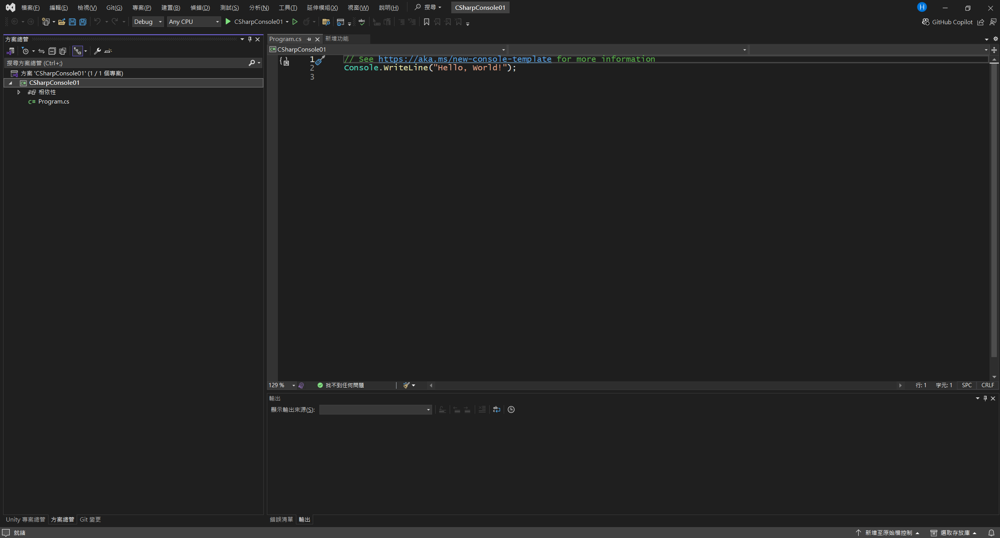 檔案(F) 編輯(E) 檢視(V) Git(G) 專案(P) 建置(B) 偵錯(D) 測試(S) 分析(N) 工具(T) 延伸模組(X) 視窗(W) 說明(H) 搜尋 CSharpConsole01 H
Debug Any CPU CSharpConsole01 abc GitHub Copilot
方案總管
搜尋方案總管 (Ctrl+;)
方案 'CSharpConsole01' (1 / 1 個專案)
C# CSharpConsole01
相依性
C# Program.cs
Program.cs 新增功能
C# CSharpConsole01
1 // See https://aka.ms/new-console-template for more information
2 Console.WriteLine("Hello, World!");
3
129 % 找不到任何問題 行: 1 字元: 1 SPC CRLF
輸出
顯示輸出來源(S):
Unity 專案總管 方案總管 Git 變更
錯誤清單 輸出
就緒 新增至原始檔控制 選取存放庫